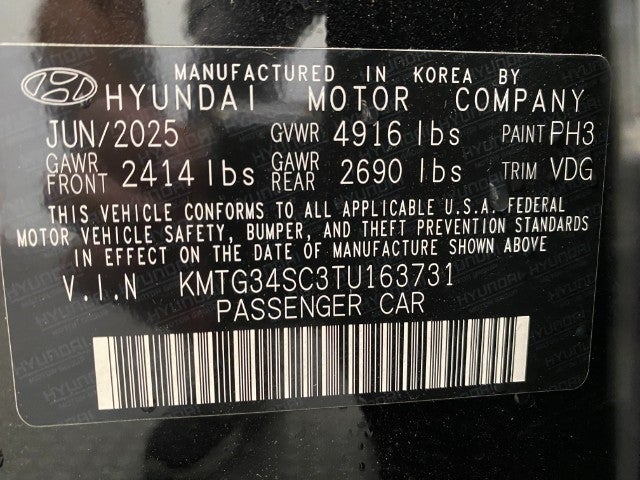 MANUFACTURED IN KOREA BY
HYUNDAI MOTOR COMPANY
JUN/2025 GVWR 4916 lbs PAINT PH3
GAWR FRONT 2414 lbs GAWR REAR 2690 lbs TRIM VDG
THIS VEHICLE CONFORMS TO ALL APPLICABLE U.S.A. FEDERAL
MOTOR VEHICLE SAFETY, BUMPER, AND THEFT PREVENTION STANDARDS
IN EFFECT ON THE DATE OF MANUFACTURE SHOWN ABOVE
V.I.N KMTG34SC3TU163731
PASSENGER CAR